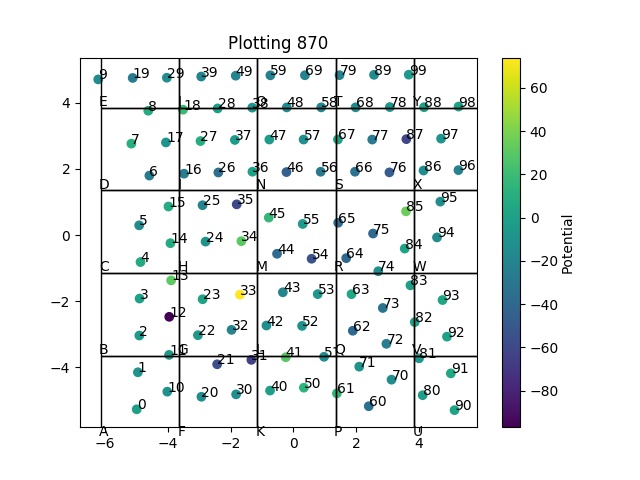 Plotting 870
9 19 29 39 49 59 69 79 89 99
E J O T Y
8 18 28 38 48 58 68 78 88 98
7 17 27 37 47 57 67 77 87 97
6 16 26 36 46 56 66 76 86 96
D N S X
5 15 25 35 45 55 65 75 85 95
4 14 24 34 44 54 64 74 84 94
C H M R W
3 13 23 33 43 53 63 73 83 93
2 12 22 32 42 52 62 72 82 92
B G L Q V
1 11 21 31 41 51 61 71 81 91
0 10 20 30 40 50 60 70 80 90
A F K P U
4
2
0
−2
−4
−6 −4 −2 0 2 4
60
40
20
0
−20
−40
−60
−80
Potential